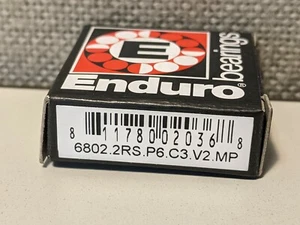 E
Enduro
bearings
8 11780 02036 8
6802.2RS.P6.C3.V2.MP